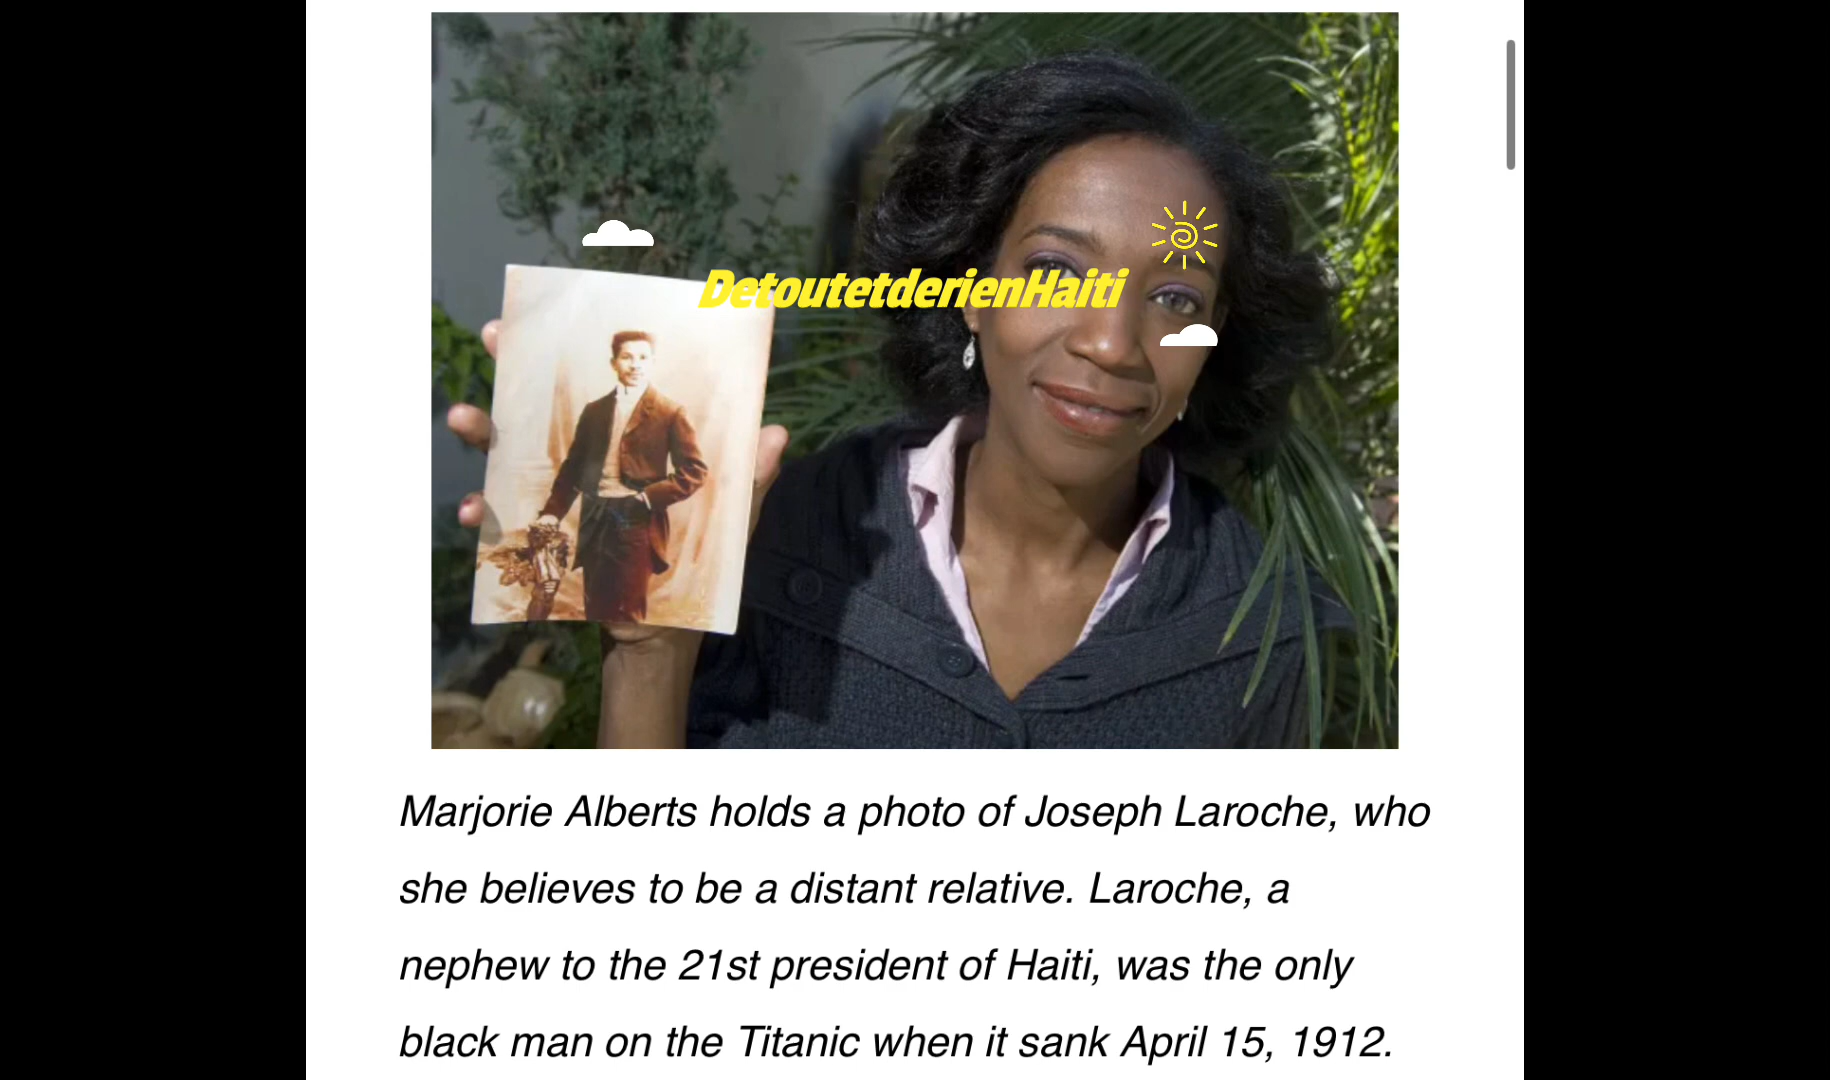 DetoutetderienHaiti
Marjorie Alberts holds a photo of Joseph Laroche, who
she believes to be a distant relative. Laroche, a
nephew to the 21st president of Haiti, was the only
black man on the Titanic when it sank April 15, 1912.